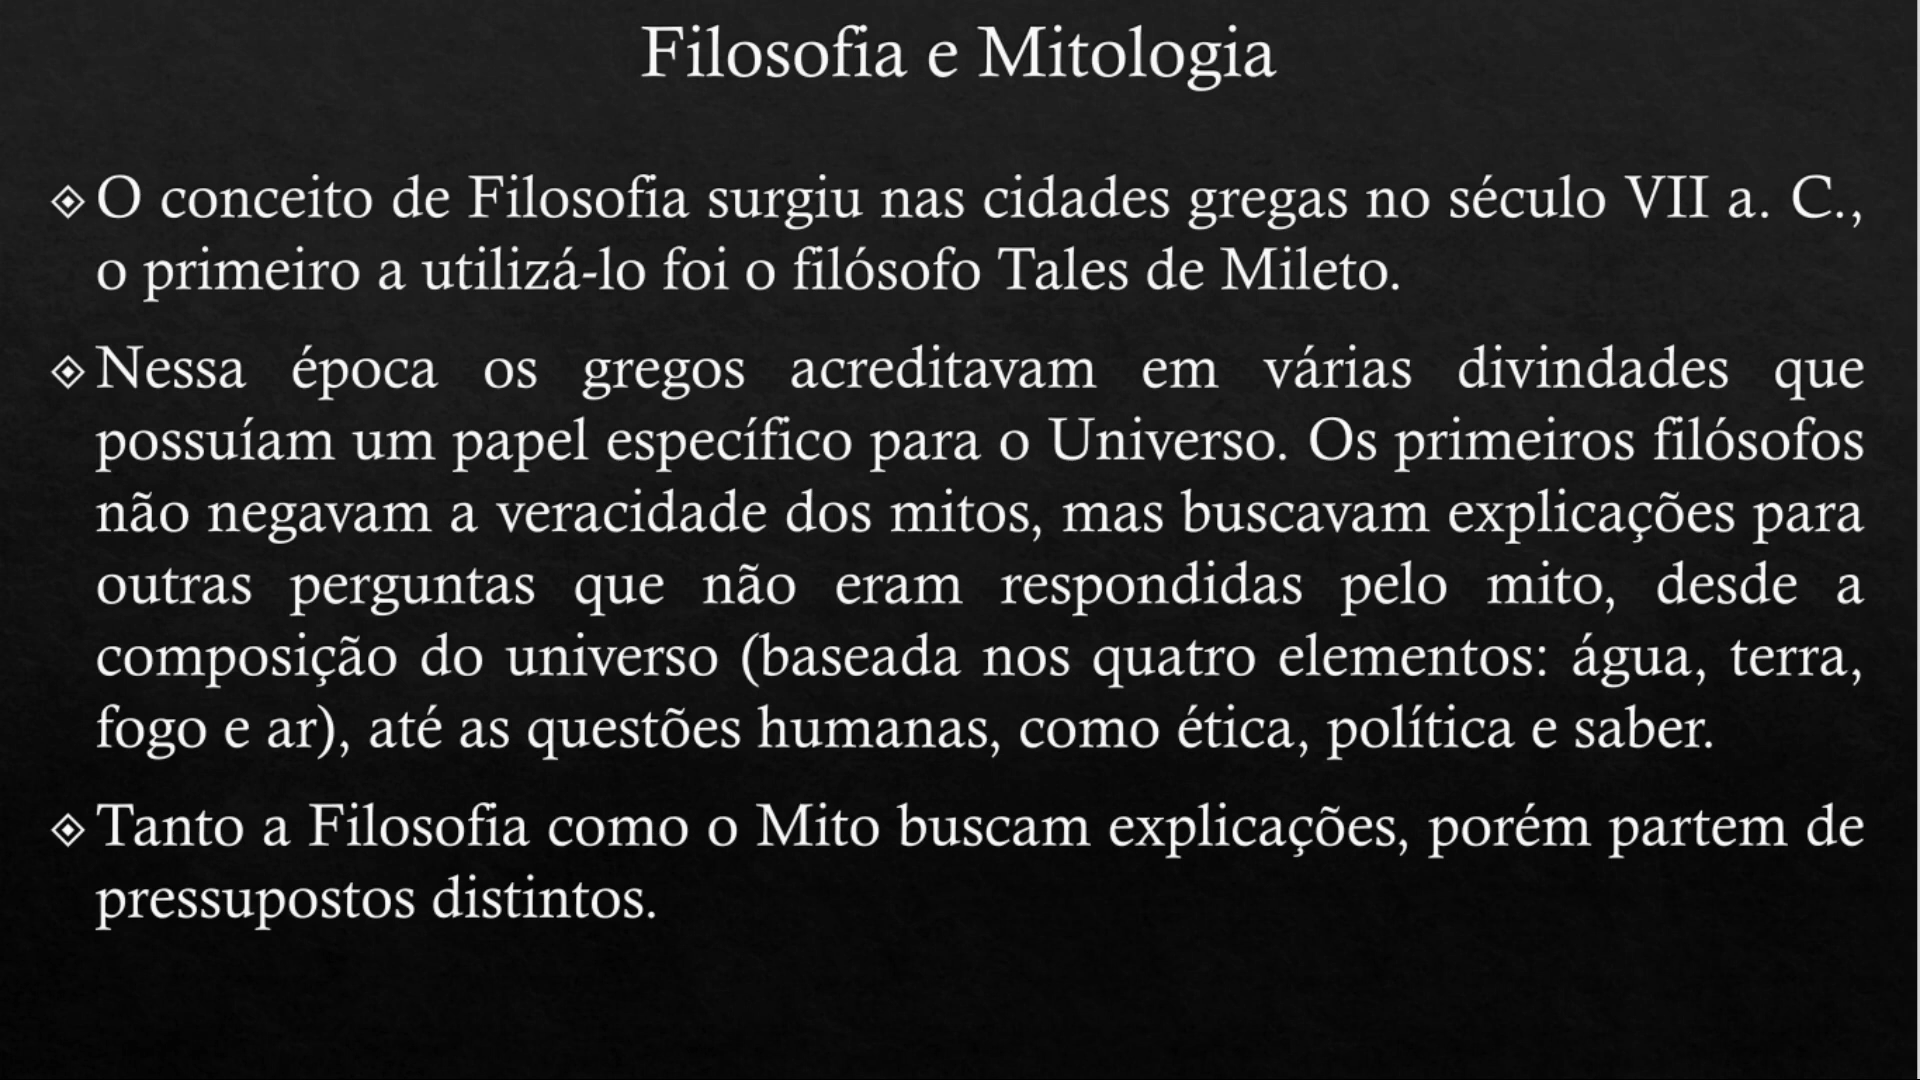 Filosofia e Mitologia
O conceito de Filosofia surgiu nas cidades gregas no século VII a. C.,
o primeiro a utilizá-lo foi o filósofo Tales de Mileto.
Nessa época os gregos acreditavam em várias divindades que
possuíam um papel específico para o Universo. Os primeiros filósofos
não negavam a veracidade dos mitos, mas buscavam explicações para
outras perguntas que não eram respondidas pelo mito, desde a
composição do universo (baseada nos quatro elementos: água, terra,
fogo e ar), até as questões humanas, como ética, política e saber.
Tanto a Filosofia como o Mito buscam explicações, porém partem de
pressupostos distintos.